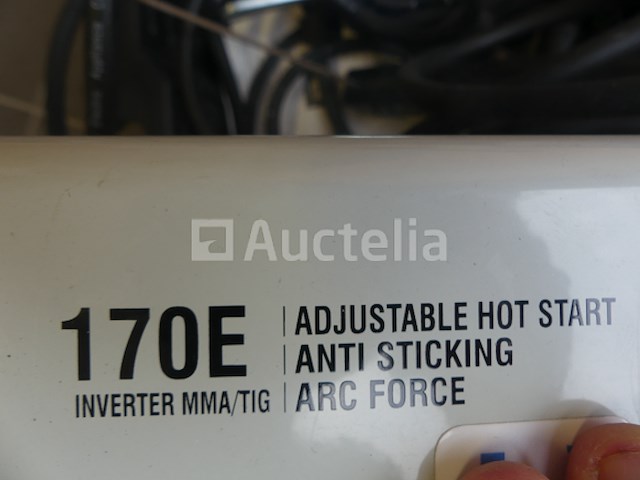 Auctelia
170E
INVERTER MMA/TIG
ADJUSTABLE HOT START
ANTI STICKING
ARC FORCE